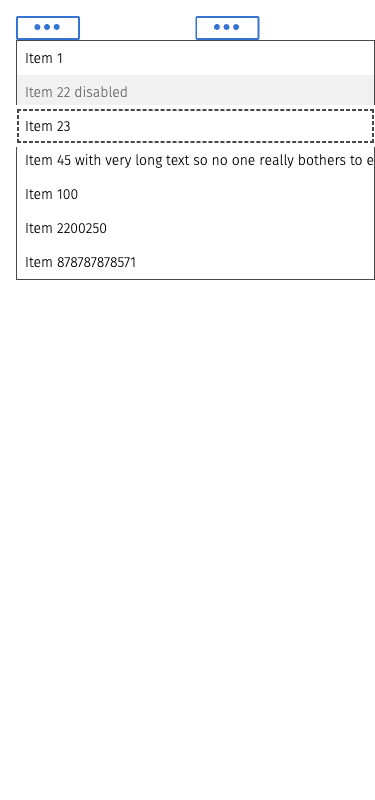 Item 1
Item 22 disabled
Item 23
Item 45 with very long text so no one really bothers to e
Item 100
Item 2200250
Item 878787878571